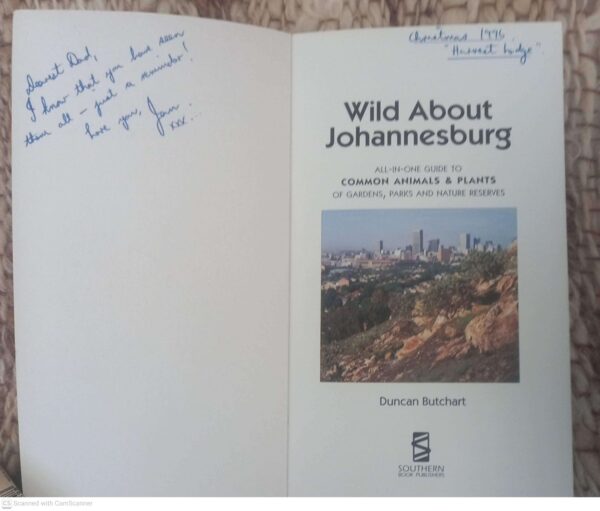 Dearest Dad,
I know that you have seen
them all - just a reminder!
Love you, Jan.
xxx...
Christmas 1996.
"Harvest Lodge".
Wild About
Johannesburg
ALL-IN-ONE GUIDE TO
COMMON ANIMALS & PLANTS
OF GARDENS, PARKS AND NATURE RESERVES
Duncan Butchart
SOUTHERN
BOOK PUBLISHERS
CS Scanned with CamScanner